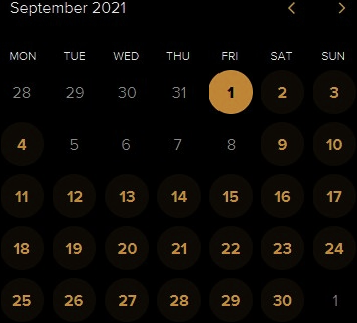 September 2021
MON TUE WED THU FRI SAT SUN
28 29 30 31 1 2 3
4 5 6 7 8 9 10
11 12 13 14 15 16 17
18 19 20 21 22 23 24
25 26 27 28 29 30 1